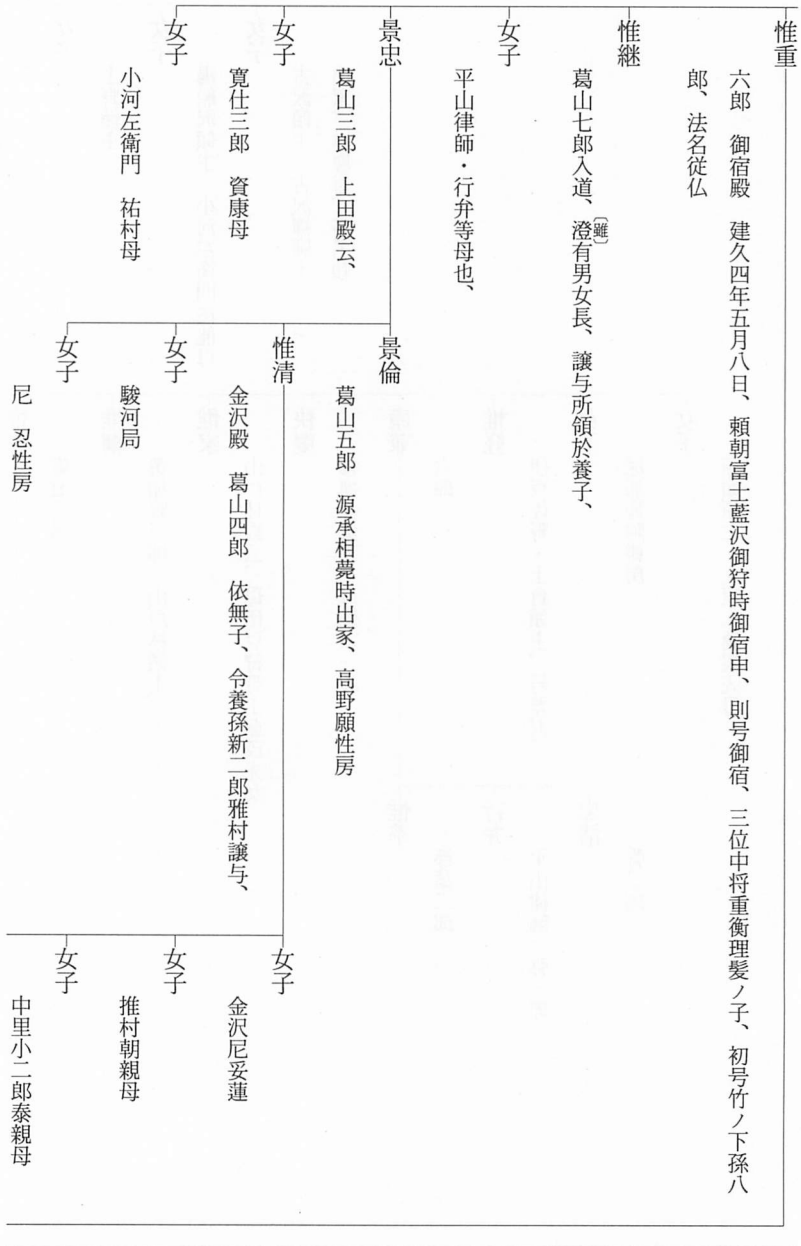 惟重
六郎　御宿殿　建久四年五月八日、頼朝富士藍沢御狩時御宿申、則号御宿、三位中将重衡理髪ノ子、初号竹ノ下孫八
郎、法名従仏
惟継
葛山七郎入道、澄〔雖〕有男女長、譲与所領於養子、
女子
平山律師・行弁等母也、
景忠
葛山三郎　上田殿云、
女子
寛仕三郎　資康母
女子
小河左衛門　祐村母
景倫
葛山五郎　源承相薨時出家、高野願性房
惟清
金沢殿　葛山四郎　依無子、令養孫新二郎雅村譲与、
女子
駿河局
女子
尼　忍性房
女子
金沢尼妥蓮
女子
推村朝親母
女子
中里小二郎泰親母